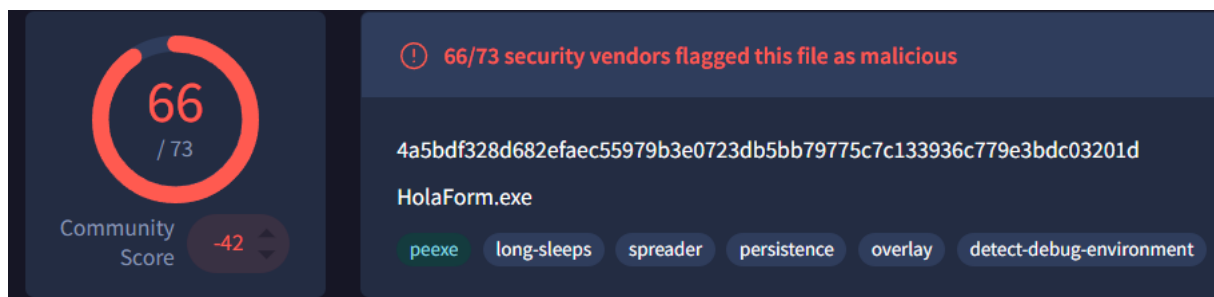 66
/ 73
Community
Score
-42
66/73 security vendors flagged this file as malicious
4a5bdf328d682efaec55979b3e0723db5bb79775c7c133936c779e3bdc03201d
HolaForm.exe
peexe long-sleeps spreader persistence overlay detect-debug-environment